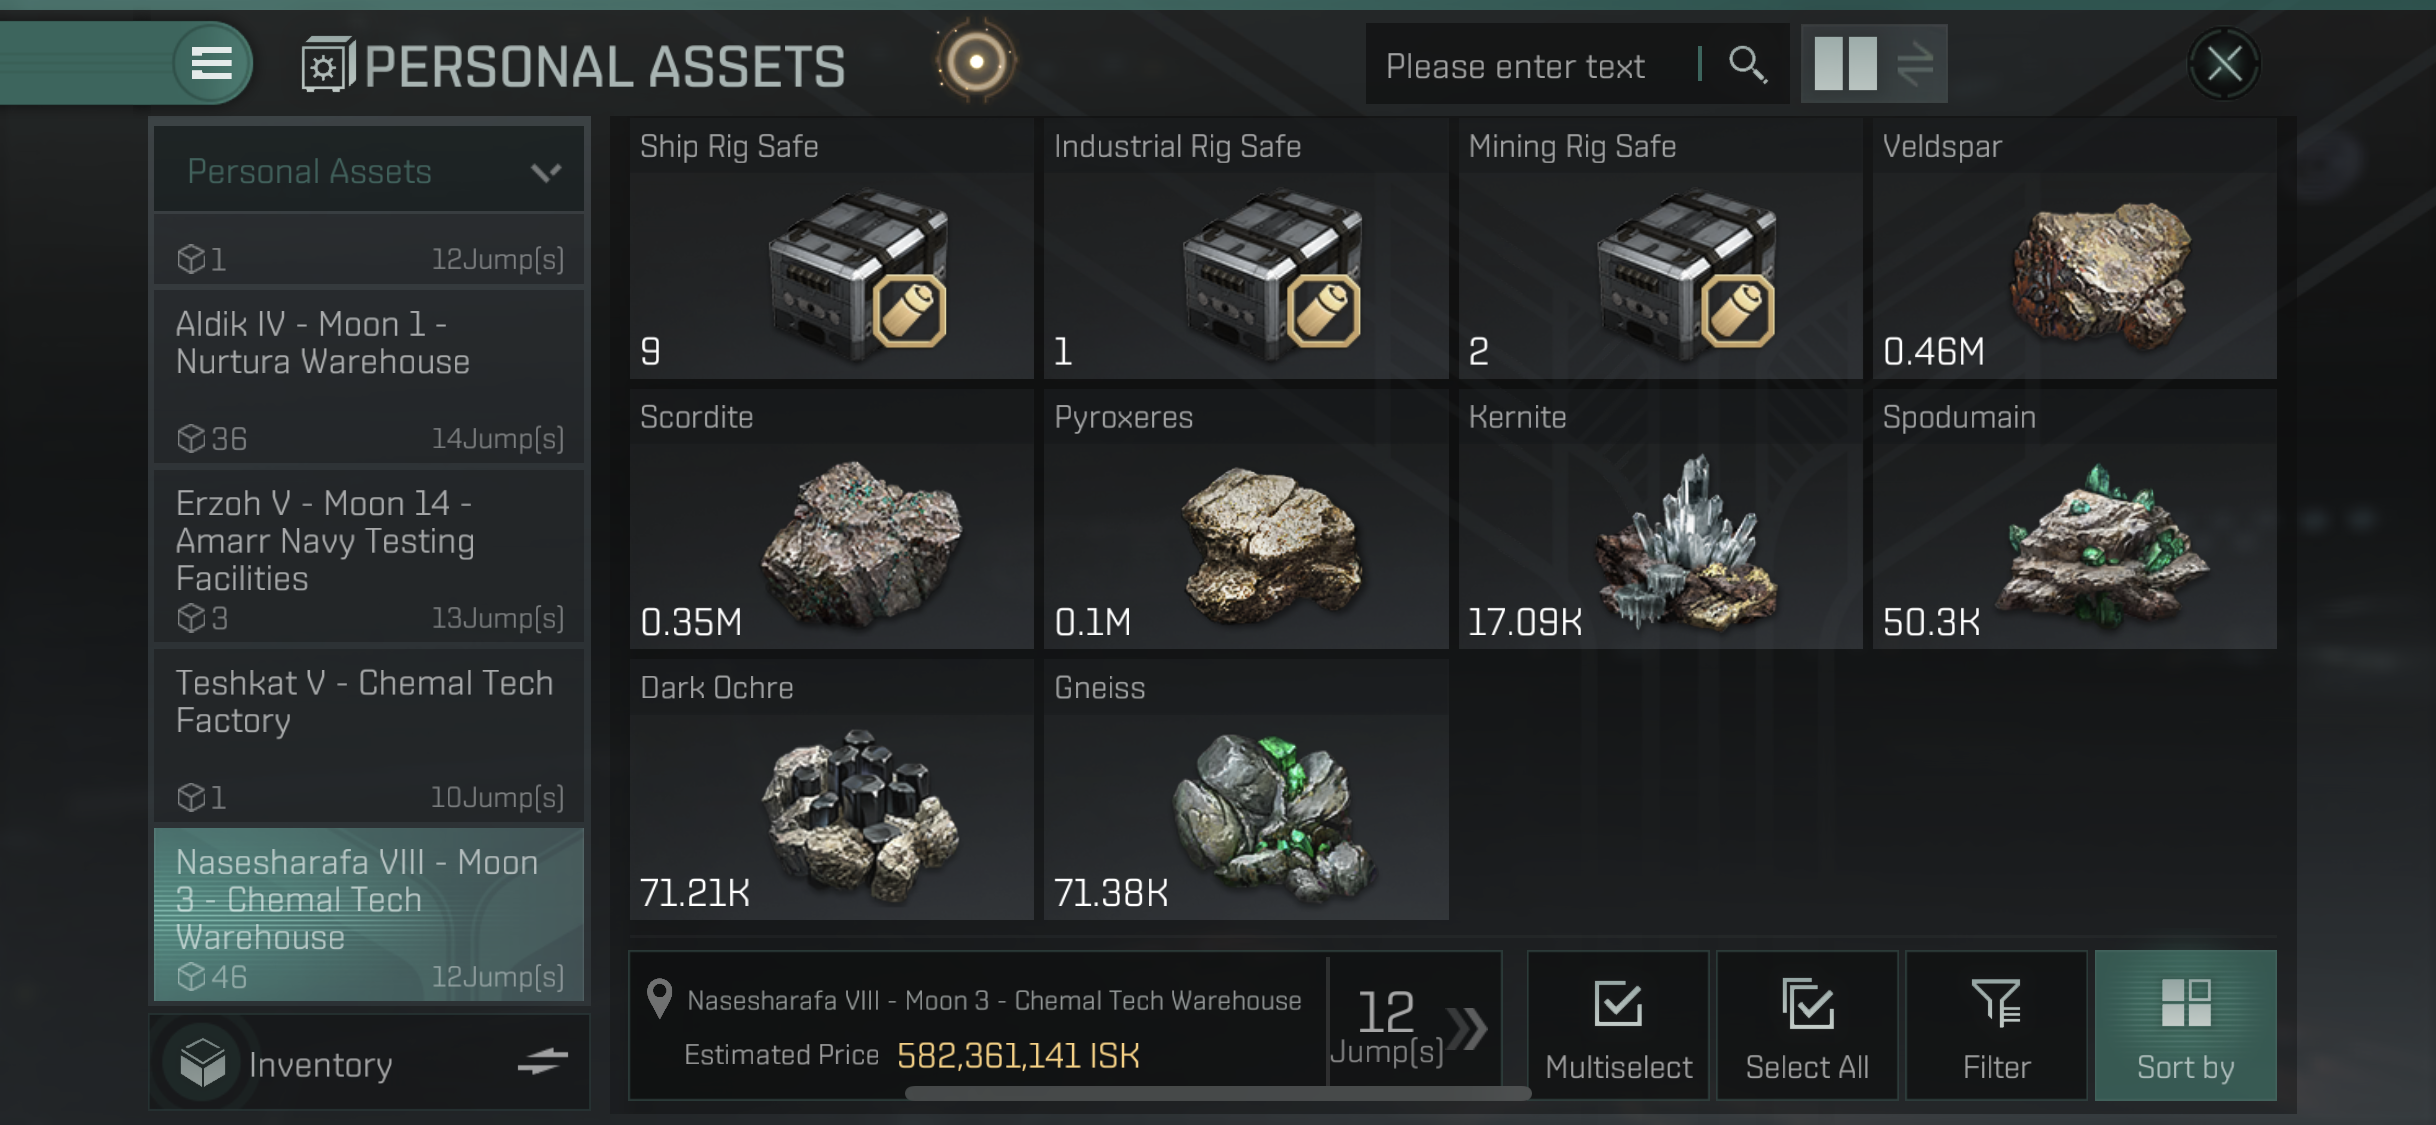 PERSONAL ASSETS
Please enter text
Personal Assets
1
12Jump(s)
Aldik IV - Moon 1 -
Nurtura Warehouse
36
14Jump(s)
Erzoh V - Moon 14 -
Amarr Navy Testing
Facilities
3
13Jump(s)
Teshkat V - Chemal Tech
Factory
1
10Jump(s)
Nasesharafa VIII - Moon
3 - Chemal Tech
Warehouse
46
12Jump(s)
Inventory
Ship Rig Safe
9
Industrial Rig Safe
1
Mining Rig Safe
2
Veldspar
0.46M
Scordite
0.35M
Pyroxeres
0.1M
Kernite
17.09K
Spodumain
50.3K
Dark Ochre
71.21K
Gneiss
71.38K
Nasesharafa VIII - Moon 3 - Chemal Tech Warehouse
Estimated Price 582,361,141 ISK
12
Jump(s)
Multiselect
Select All
Filter
Sort by